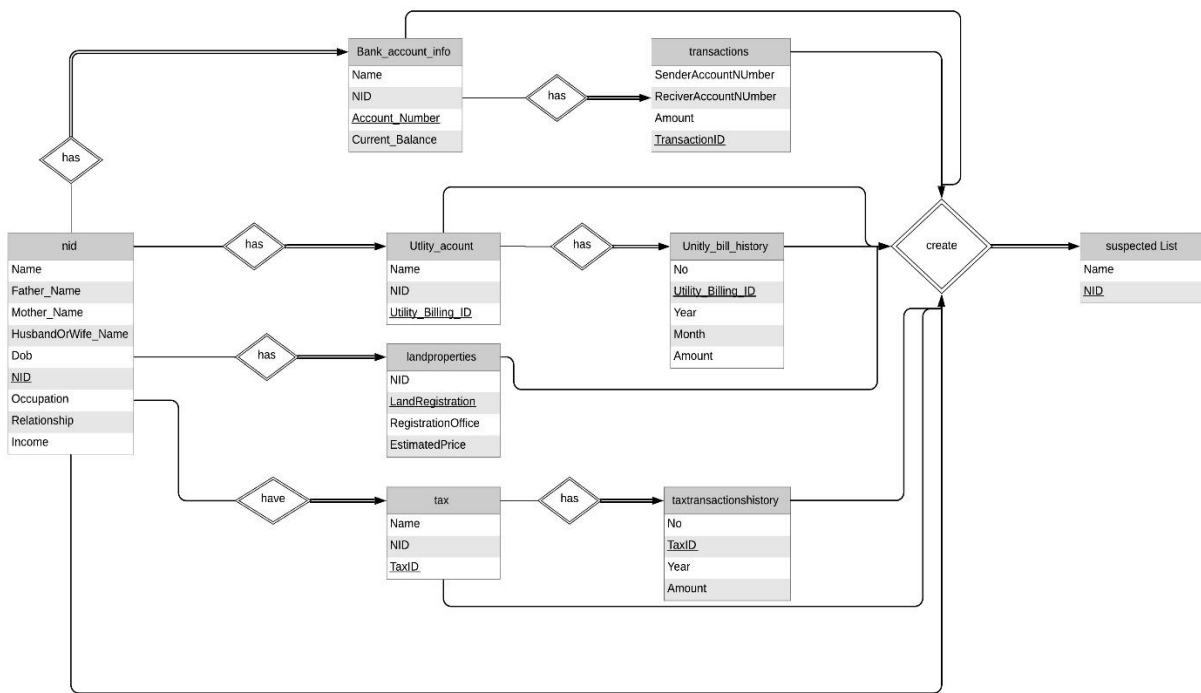 Bank_account_info
Name
NID
Account_Number
Current_Balance
has
transactions
SenderAccountNUmber
ReciverAccountNUmber
Amount
TransactionID
has
nid
Name
Father_Name
Mother_Name
HusbandOrWife_Name
Dob
NID
Occupation
Relationship
Income
has
Utlity_acount
Name
NID
Utility_Billing_ID
has
Unitly_bill_history
No
Utility_Billing_ID
Year
Month
Amount
create
suspected List
Name
NID
has
landproperties
NID
LandRegistration
RegistrationOffice
EstimatedPrice
have
tax
Name
NID
TaxID
has
taxtransactionshistory
No
TaxID
Year
Amount